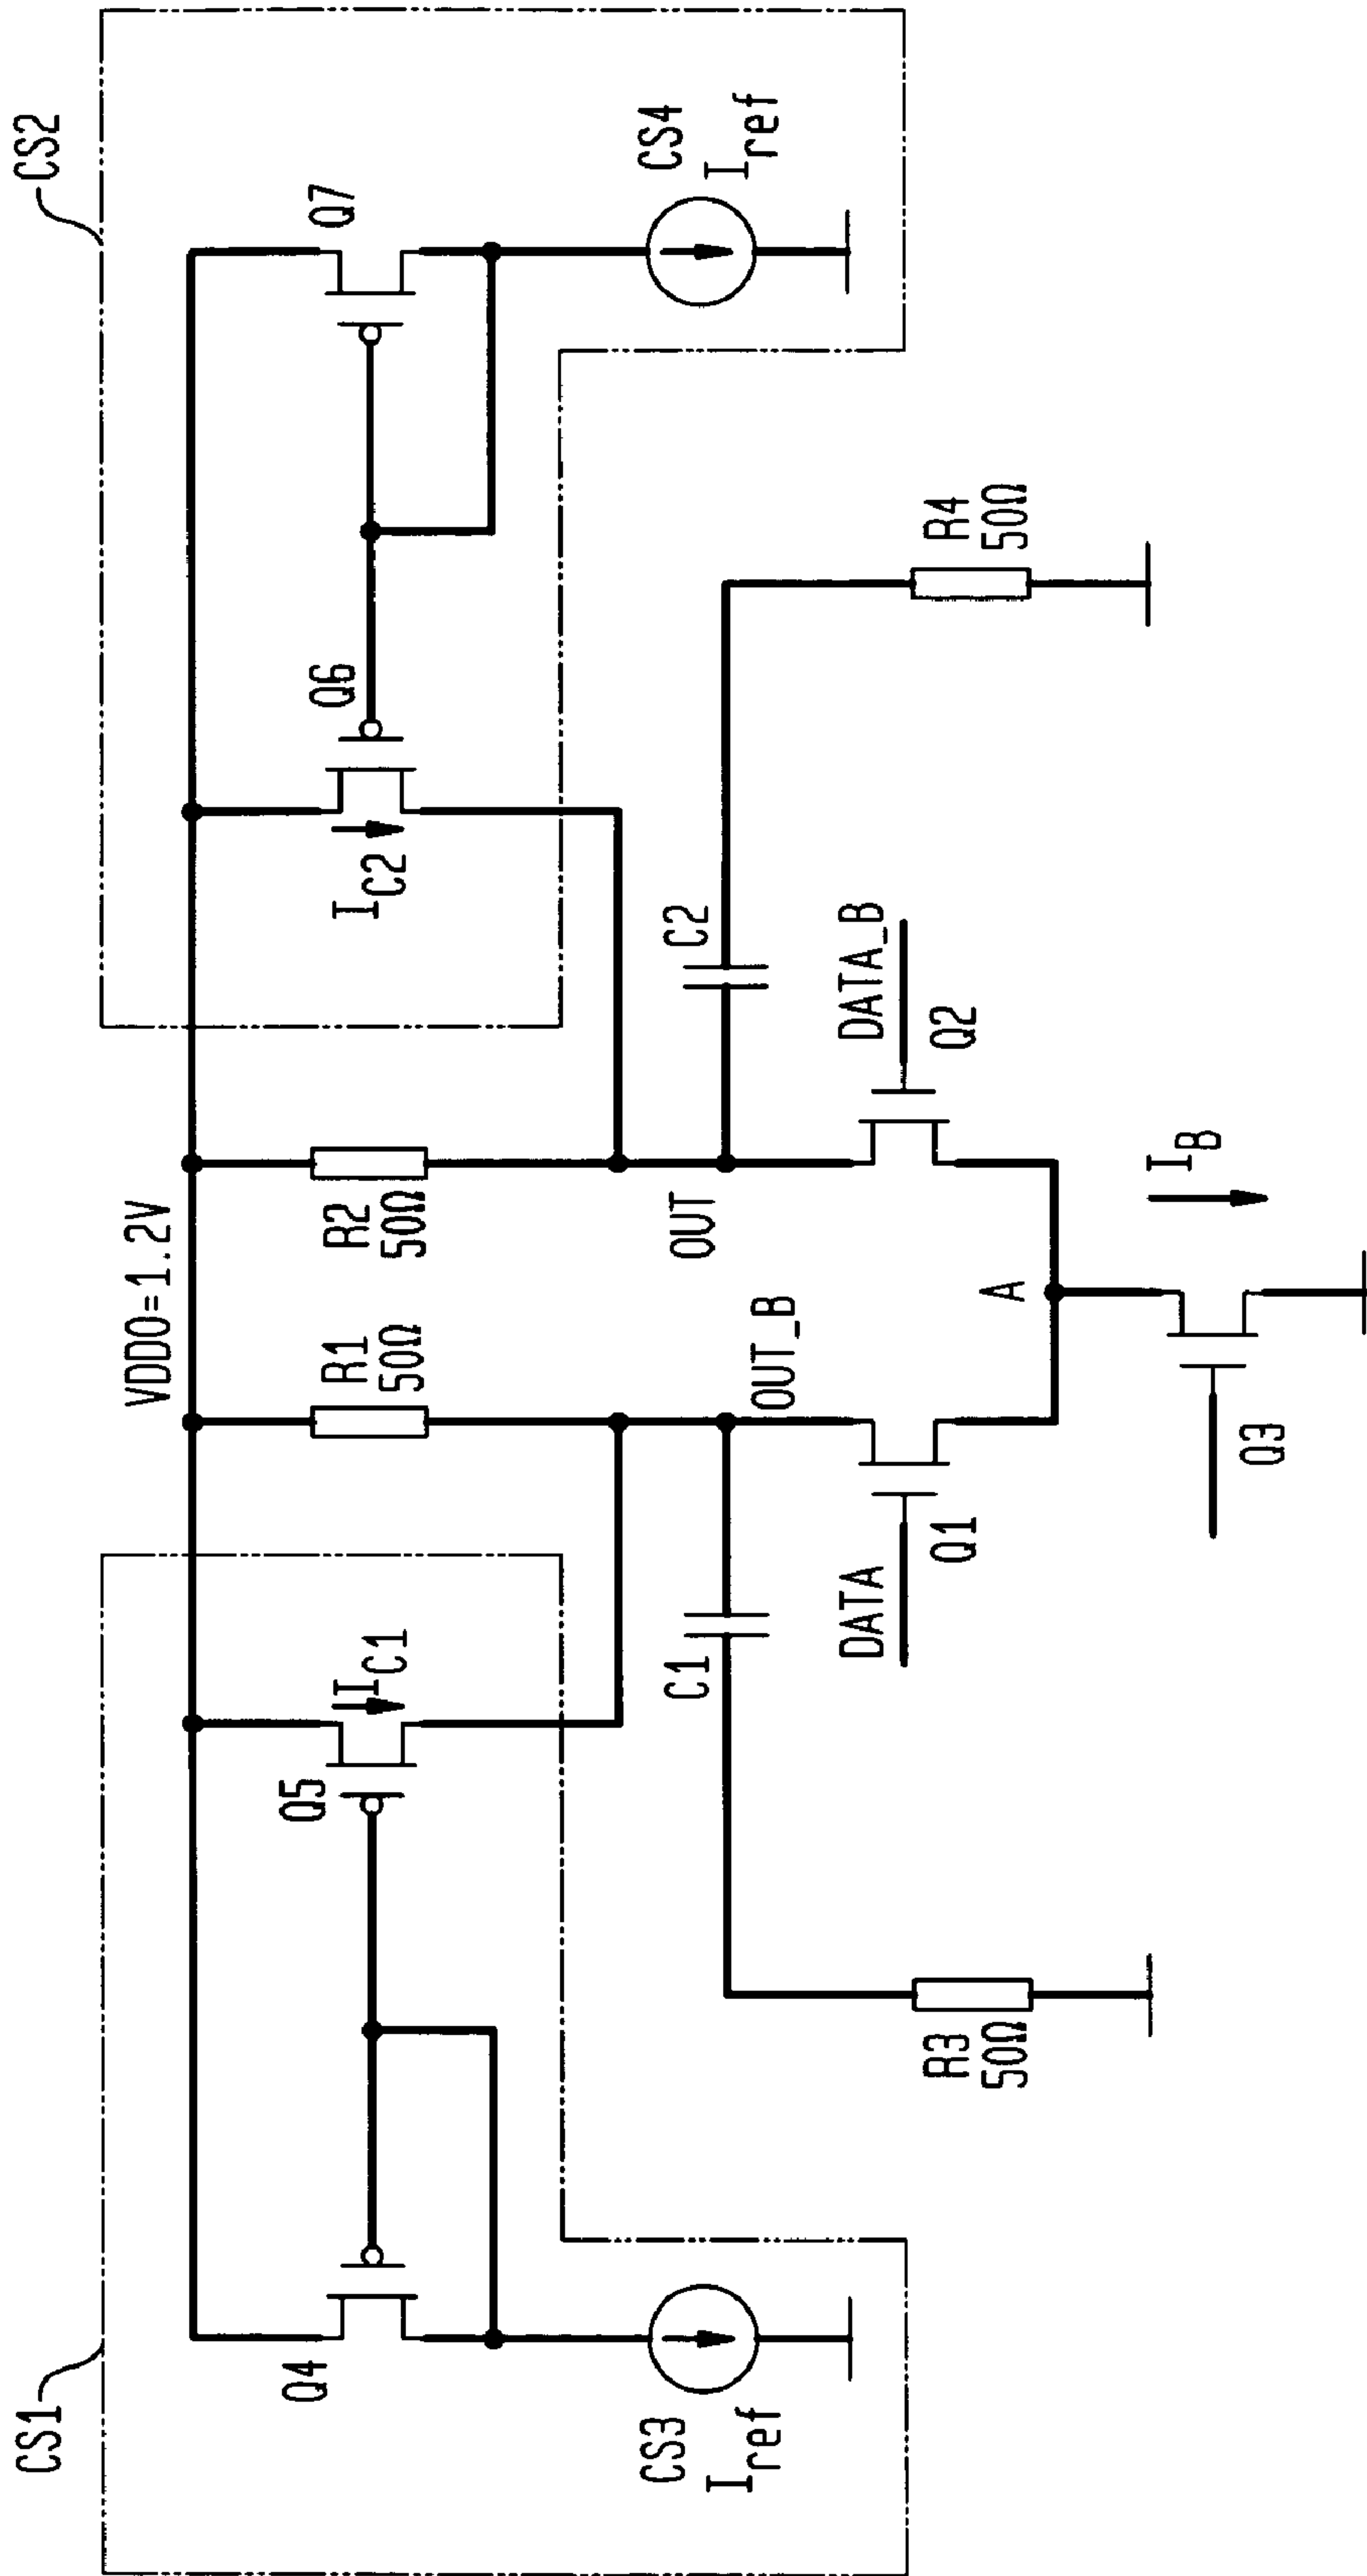 CS1
CS2
VDDO=1.2V
Q4
Q5
I_C1
R1
50Ω
R2
50Ω
I_C2
Q6
Q7
CS3
I_ref
CS4
I_ref
C1
OUT_B
OUT
C2
R3
50Ω
DATA
Q1
A
DATA_B
Q2
R4
50Ω
Q3
I_B